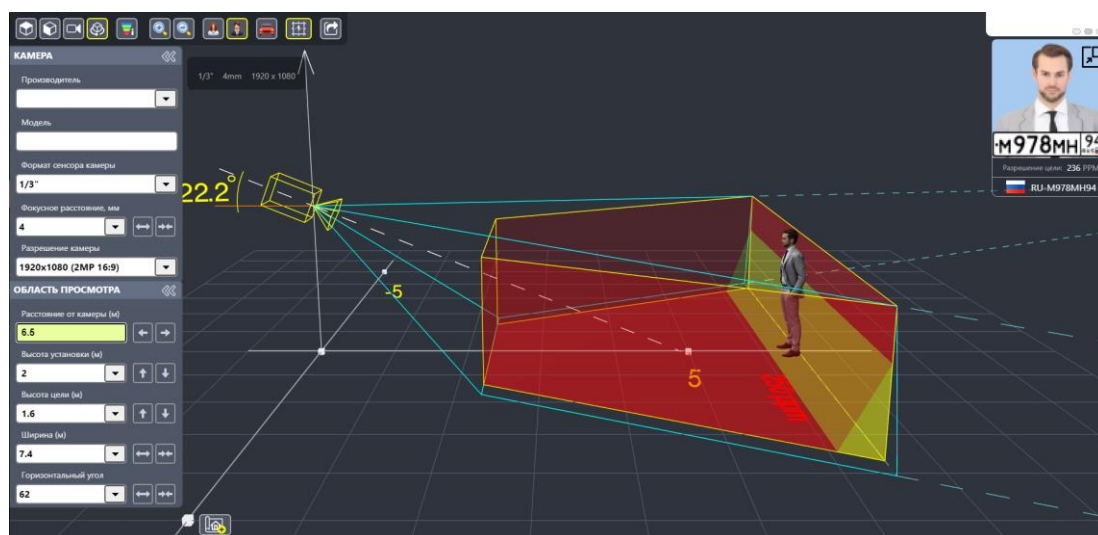 КАМЕРА
Производитель
Модель
Формат сенсора камеры
1/3"
Фокусное расстояние, мм
4
Разрешение камеры
1920x1080 (2MP 16:9)
ОБЛАСТЬ ПРОСМОТРА
Расстояние от камеры (м)
6.5
Высота установки (м)
2
Высота цели (м)
1.6
Ширина (м)
7.4
Горизонтальный угол
62
1/3" 4mm 1920 x 1080
22.2°
-5
5
М978МН 94
Разрешение цели: 236 PPM
RU-M978MH94